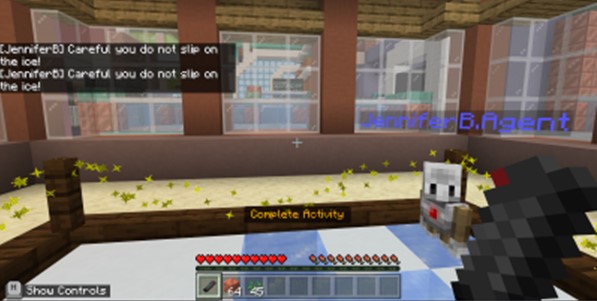 [JenniferB] Careful you do not slip on
the ice!
[JenniferB] Careful you do not slip on
the ice!
JenniferB.Agent
Complete Activity
64
45
H
Show Controls